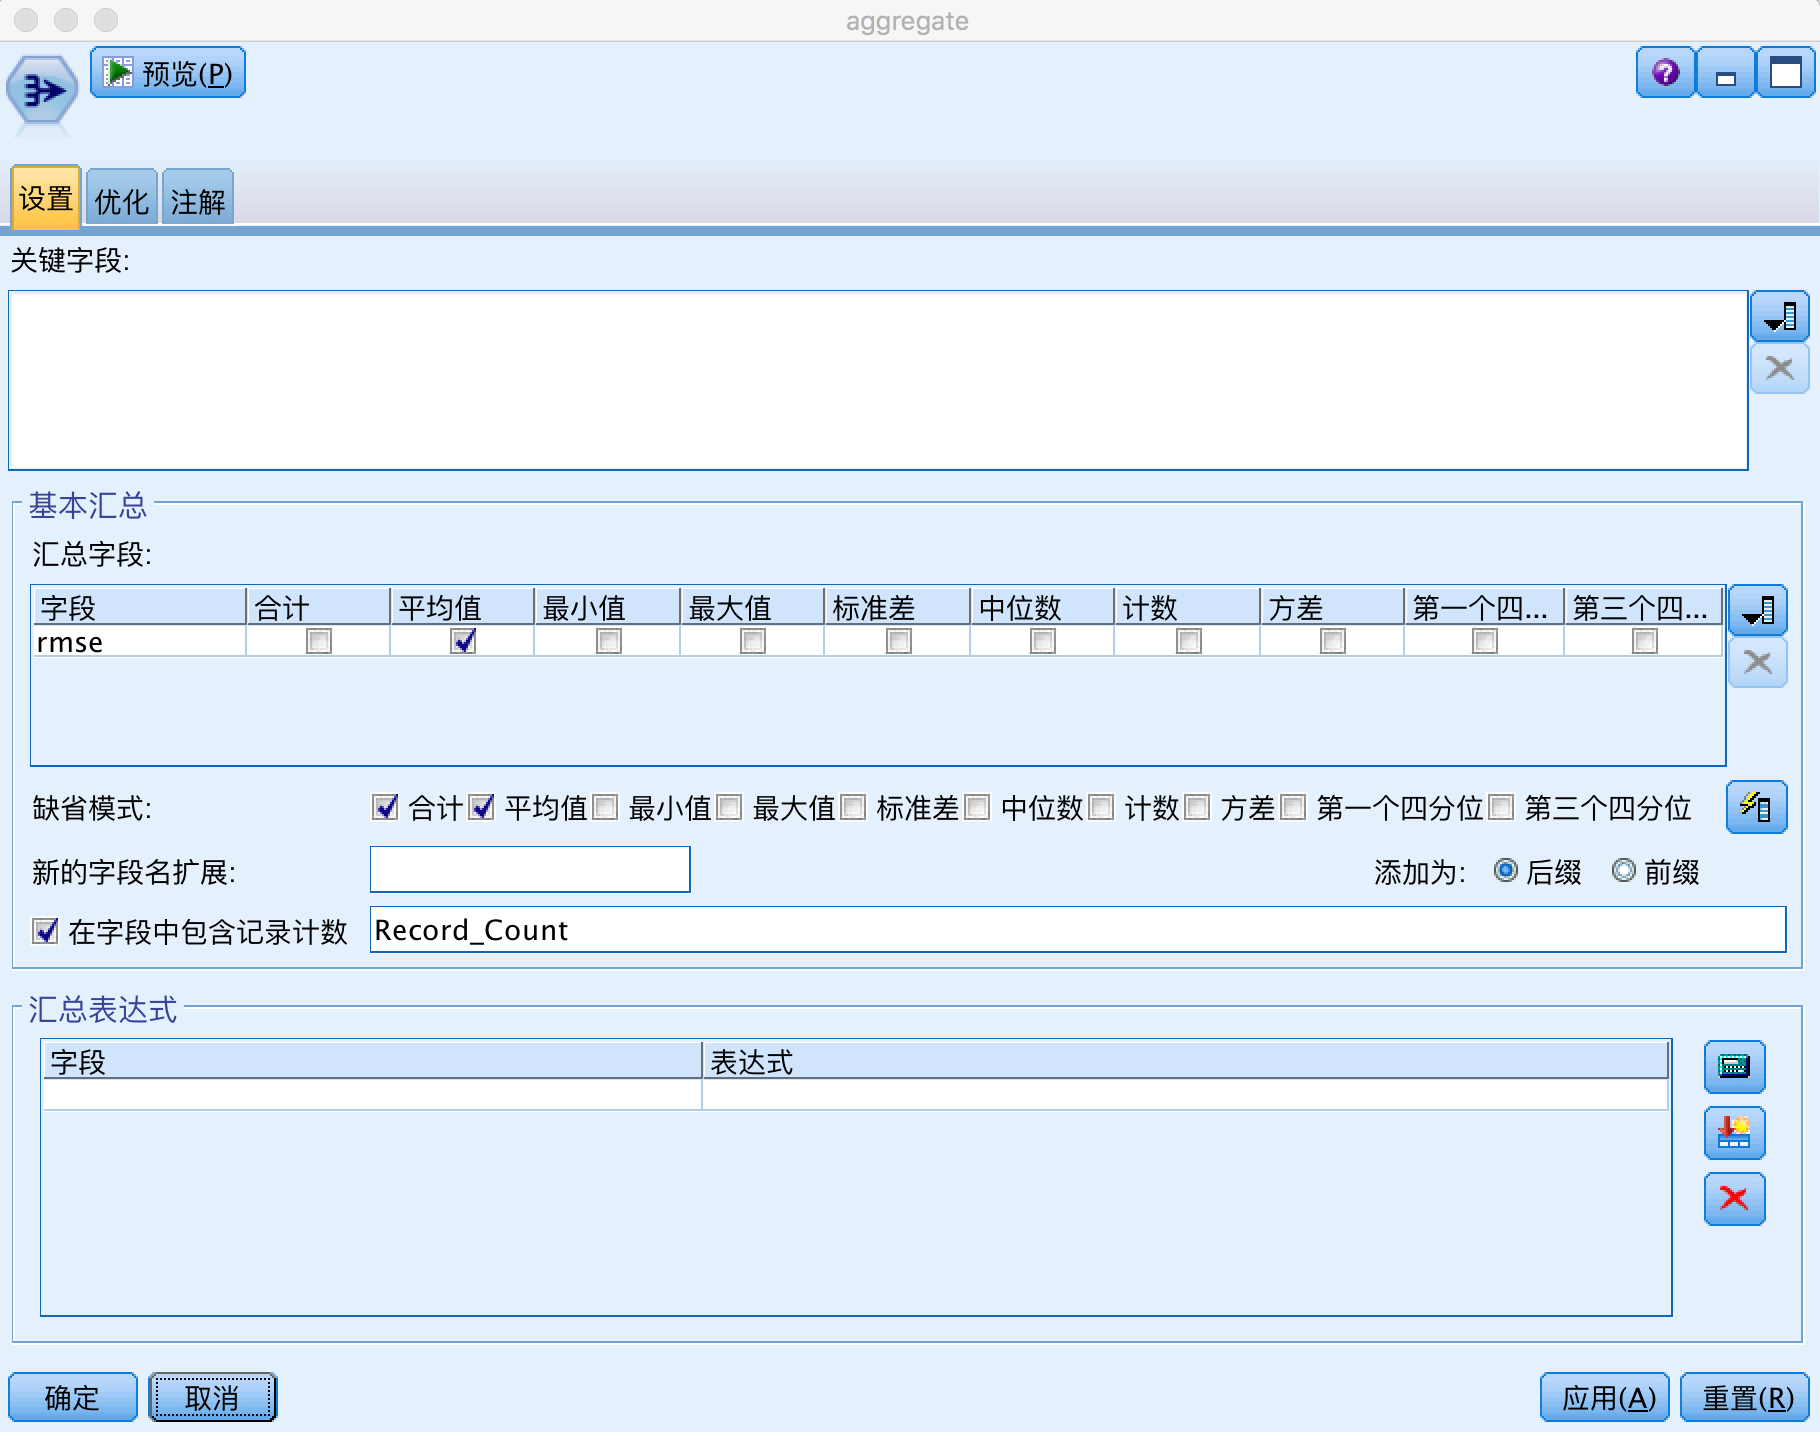 aggregate
预览(P)
设置 优化 注解
关键字段:
基本汇总
汇总字段:
字段 合计 平均值 最小值 最大值 标准差 中位数 计数 方差 第一个四... 第三个四...
rmse
缺省模式: 合计 平均值 最小值 最大值 标准差 中位数 计数 方差 第一个四分位 第三个四分位
新的字段名扩展: 添加为: 后缀 前缀
在字段中包含记录计数 Record_Count
汇总表达式
字段 表达式
确定 取消 应用(A) 重置(R)